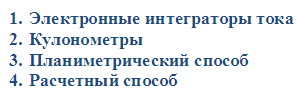 1. Электронные интеграторы тока
2. Кулонометры
3. Планиметрический способ
4. Расчетный способ